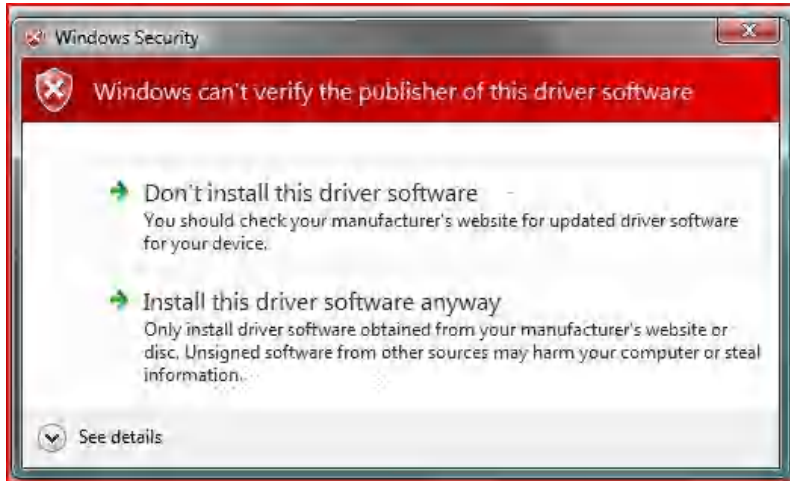 Windows Security
Windows can't verify the publisher of this driver software
Don't install this driver software
You should check your manufacturer's website for updated driver software
for your device.
Install this driver software anyway
Only install driver software obtained from your manufacturer's website or
disc. Unsigned software from other sources may harm your computer or steal
information.
See details